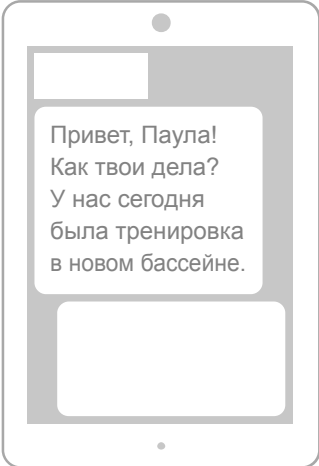 Привет, Паула!
Как твои дела?
У нас сегодня
была тренировка
в новом бассейне.